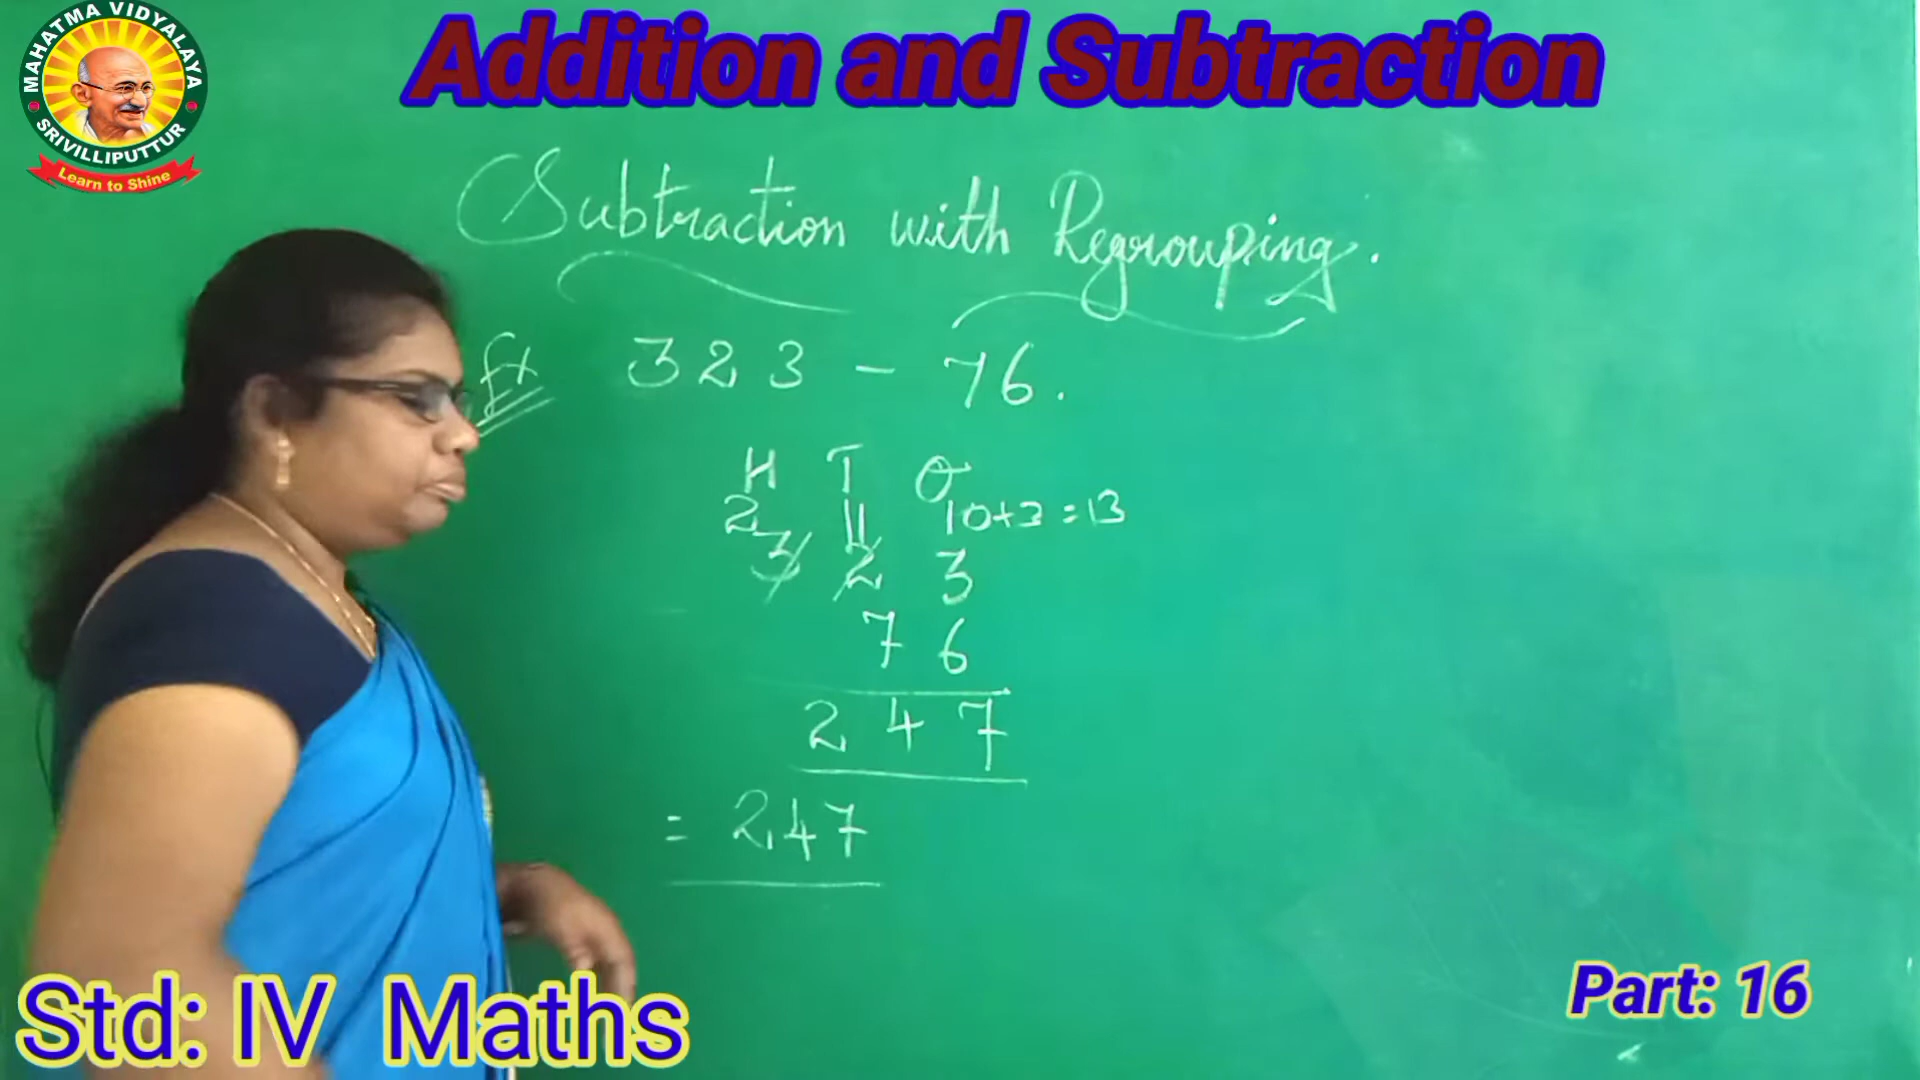 MAHATMA VIDYALAYA
SRIVILLIPUTTUR
Learn to Shine
Addition and Subtraction
Subtraction with Regrouping.
Ex 323 - 76.
H T O
2 11 10+3=13
3 2 3
7 6
2 4 7
= 247
Std: IV Maths
Part: 16